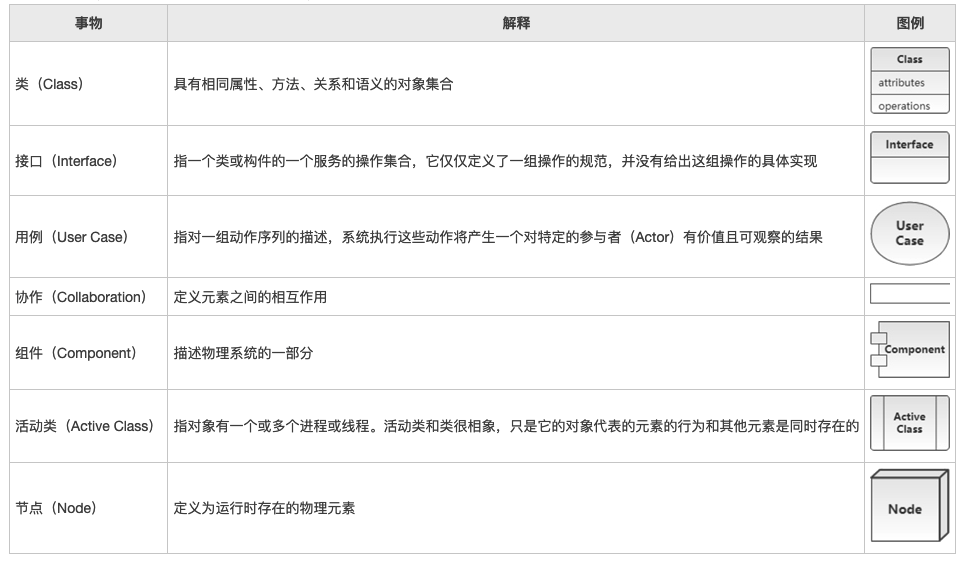 事物 解释 图例
类（Class） 具有相同属性、方法、关系和语义的对象集合
Class
attributes
operations
接口（Interface） 指一个类或构件的一个服务的操作集合，它仅仅定义了一组操作的规范，并没有给出这组操作的具体实现
Interface
用例（User Case） 指对一组动作序列的描述，系统执行这些动作将产生一个对特定的参与者（Actor）有价值且可观察的结果
User
Case
协作（Collaboration） 定义元素之间的相互作用
组件（Component） 描述物理系统的一部分
Component
活动类（Active Class） 指对象有一个或多个进程或线程。活动类和类很相象，只是它的对象代表的元素的行为和其他元素是同时存在的
Active
Class
节点（Node） 定义为运行时存在的物理元素
Node